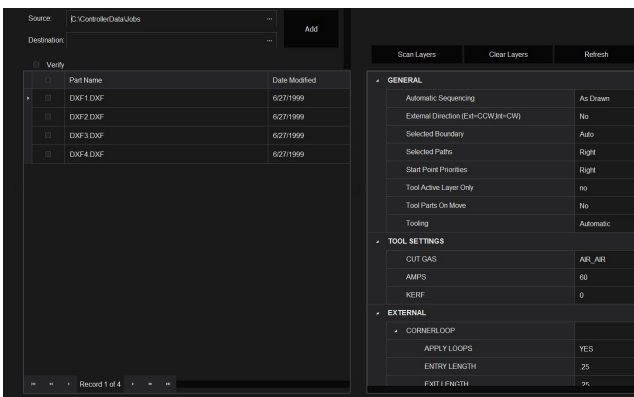 Source: C:\ControllerData\Jobs ...
Add
Destination: ...
Verify
Part Name Date Modified
DXF1.DXF 6/27/1999
DXF2.DXF 6/27/1999
DXF3.DXF 6/27/1999
DXF4.DXF 6/27/1999
Record 1 of 4
Scan Layers Clear Layers Refresh
GENERAL
Automatic Sequencing As Drawn
External Direction (Ext=CCW,Int=CW) No
Selected Boundary Auto
Selected Paths Right
Start Point Priorities Right
Tool Active Layer Only no
Tool Parts On Move No
Tooling Automatic
TOOL SETTINGS
CUT GAS AIR_AIR
AMPS 60
KERF 0
EXTERNAL
CORNERLOOP
APPLY LOOPS YES
ENTRY LENGTH .25
EXIT LENGTH .25